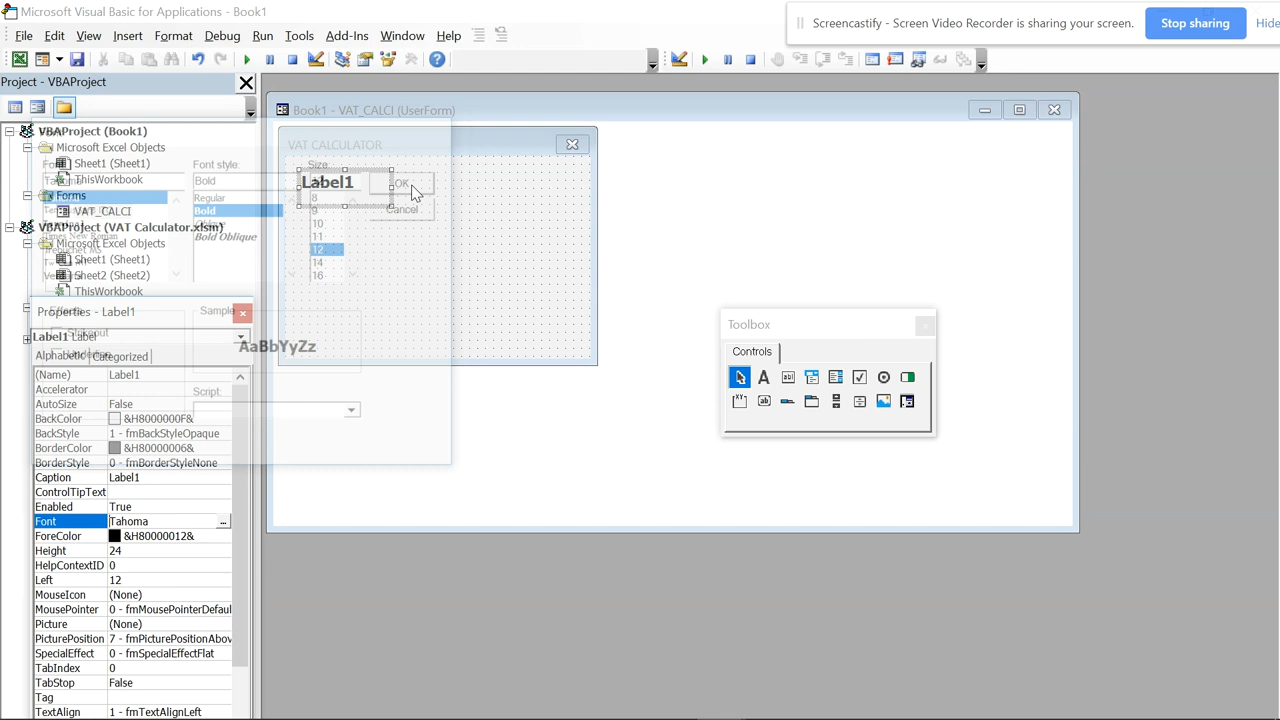 Microsoft Visual Basic for Applications - Book1
Screencastify - Screen Video Recorder is sharing your screen.
Stop sharing
Hide
File Edit View Insert Format Debug Run Tools Add-Ins Window Help
Project - VBAProject
VBAProject (Book1)
Microsoft Excel Objects
Sheet1 (Sheet1)
ThisWorkbook
Forms
VAT_CALCI
VBAProject (VAT Calculator.xlsm)
Microsoft Excel Objects
Sheet1 (Sheet1)
Sheet2 (Sheet2)
ThisWorkbook
Font style:
Bold
Regular
Bold
Bold Oblique
Times New Roman
Book1 - VAT_CALCI (UserForm)
VAT CALCULATOR
Size:
Label1
OK
Cancel
8
9
10
11
12
14
16
Effects
Strikeout
Sample
AaBbYyZz
Script:
Toolbox
Controls
Properties - Label1
Label1 Label
Alphabetic Categorized
(Name) Label1
Accelerator
AutoSize False
BackColor &H8000000F&
BackStyle 1 - fmBackStyleOpaque
BorderColor &H80000006&
BorderStyle 0 - fmBorderStyleNone
Caption Label1
ControlTipText
Enabled True
Font Tahoma ...
ForeColor &H80000012&
Height 24
HelpContextID 0
Left 12
MouseIcon (None)
MousePointer 0 - fmMousePointerDefaul
Picture (None)
PicturePosition 7 - fmPicturePositionAbov
SpecialEffect 0 - fmSpecialEffectFlat
TabIndex 0
TabStop False
Tag
TextAlign 1 - fmTextAlignLeft